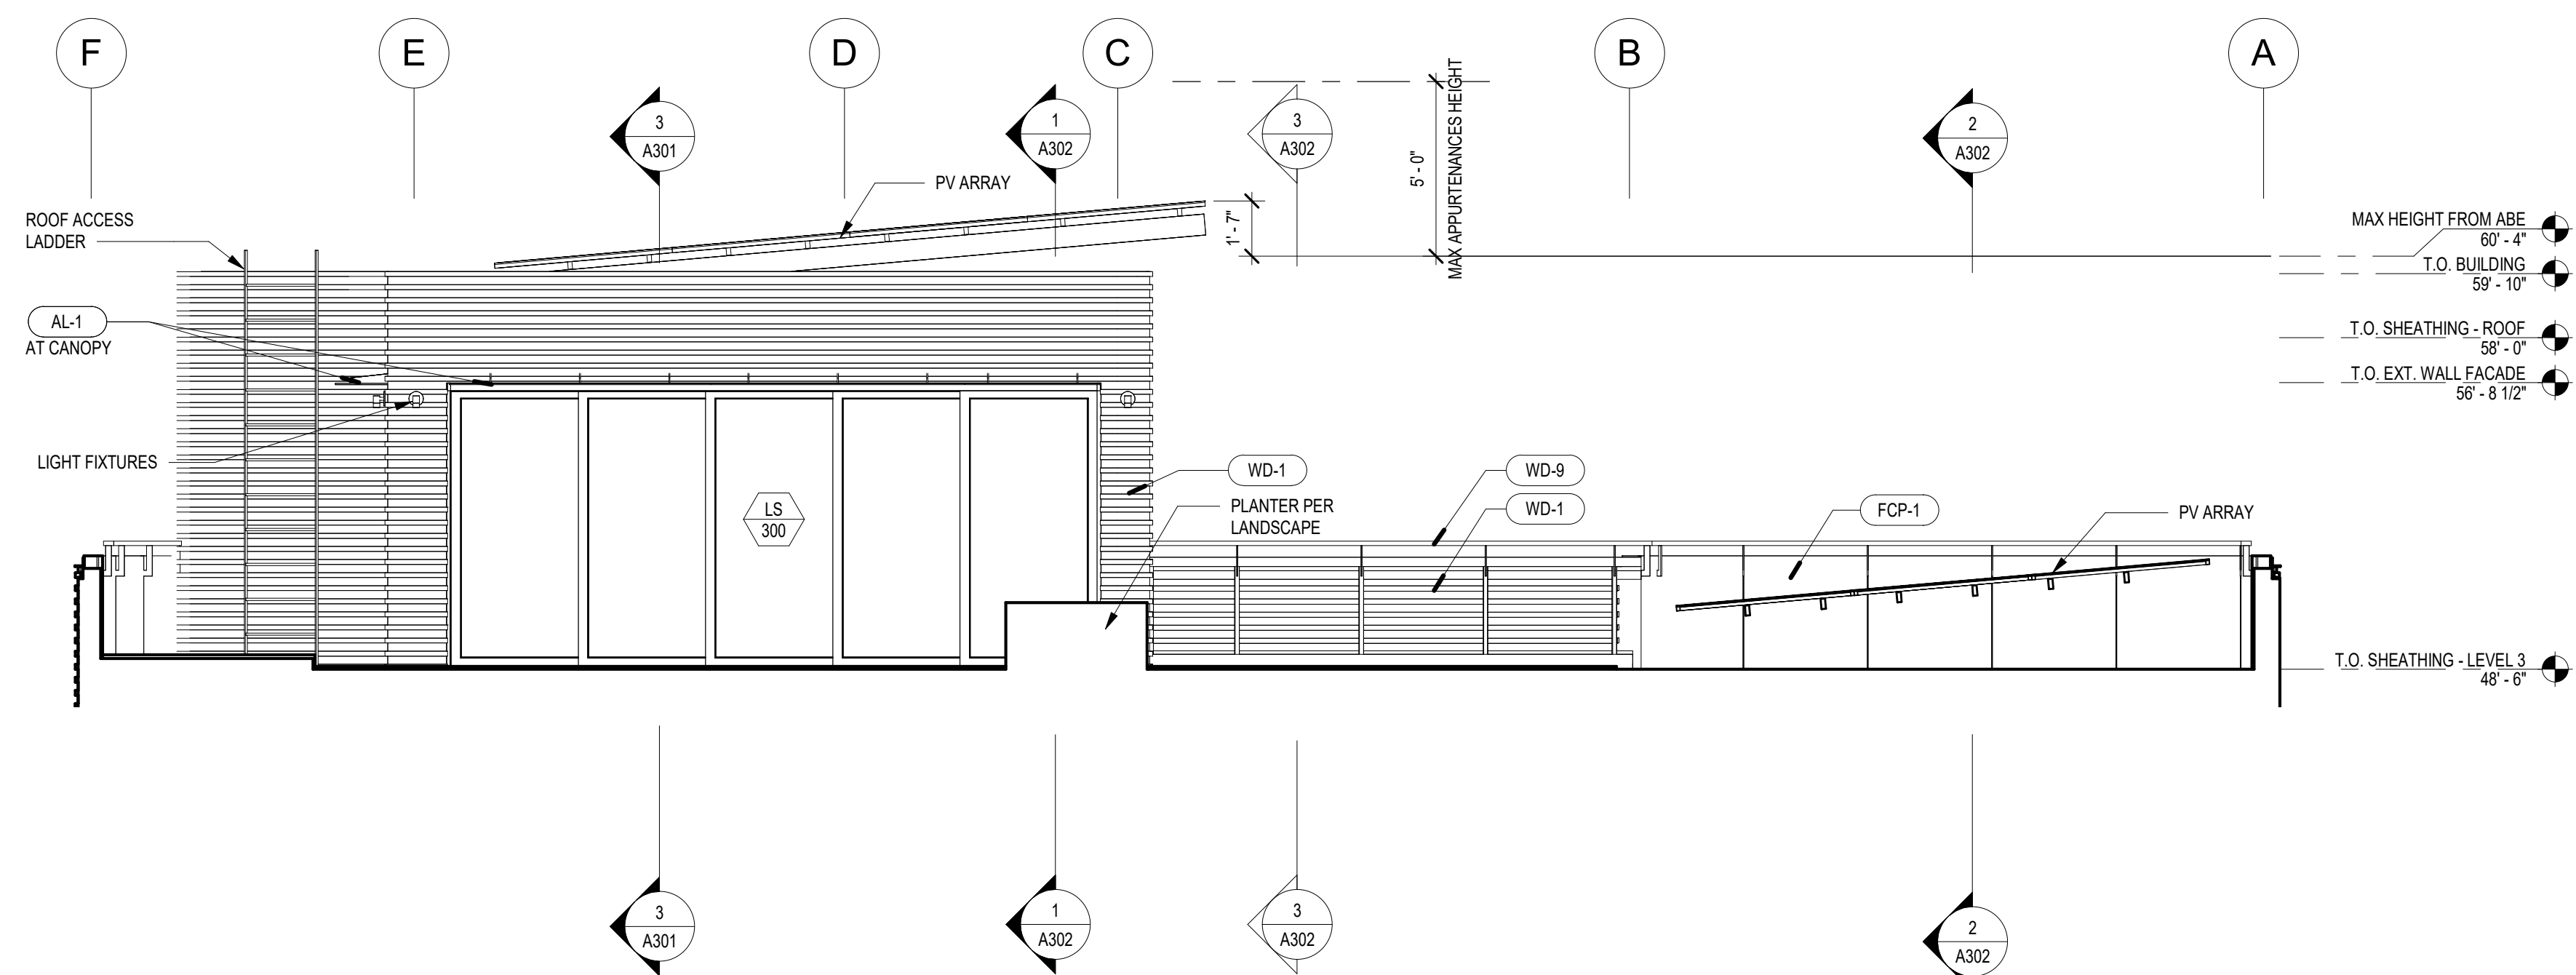 F
E
D
C
B
A
3
A301
1
A302
3
A302
2
A302
MAX APPURTENANCES HEIGHT
5' - 0"
1' - 7"
PV ARRAY
ROOF ACCESS
LADDER
AL-1
AT CANOPY
LIGHT FIXTURES
LS
300
WD-1
PLANTER PER
LANDSCAPE
WD-9
WD-1
FCP-1
PV ARRAY
MAX HEIGHT FROM ABE
60' - 4"
T.O. BUILDING
59' - 10"
T.O. SHEATHING - ROOF
58' - 0"
T.O. EXT. WALL FACADE
56' - 8 1/2"
T.O. SHEATHING - LEVEL 3
48' - 6"
3
A301
1
A302
3
A302
2
A302